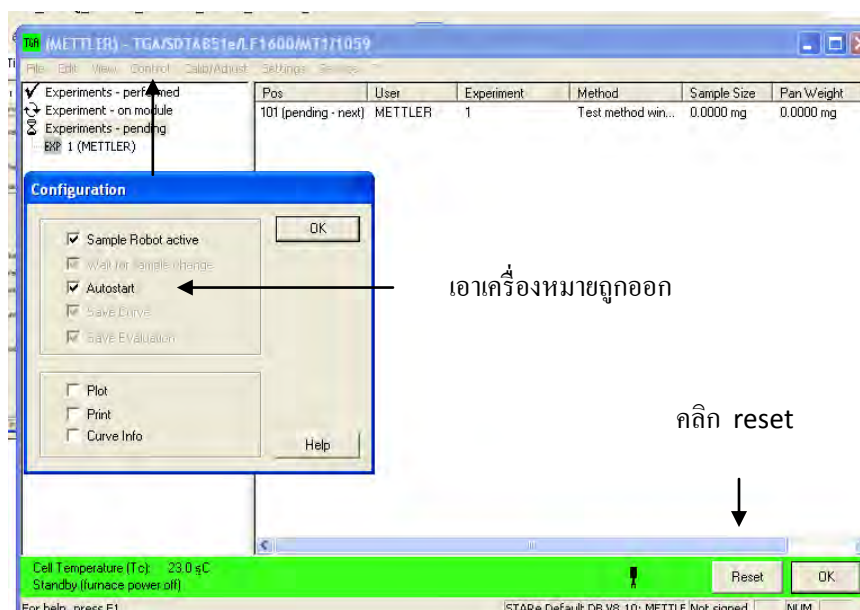 TGA (METTLER) - TGA/SDTA851e/LF1600/MT1/1059
File Edit View Control Calib/Adjust Settings Service ?
Experiments - performed
Experiment - on module
Experiments - pending
EXP 1 (METTLER)
Pos User Experiment Method Sample Size Pan Weight
101 (pending - next) METTLER 1 Test method win... 0.0000 mg 0.0000 mg
Configuration
OK
Sample Robot active
Wait for sample change
Autostart
Save Curve
Save Evaluation
Plot
Print
Curve Info
Help
เอาเครื่องหมายถูกออก
คลิก reset
Cell Temperature (Tc): 23.0 £C
Standby (furnace power off)
Reset
OK
For help, press F1
STARe Default DB V8.10: METTLE Not signed NUM